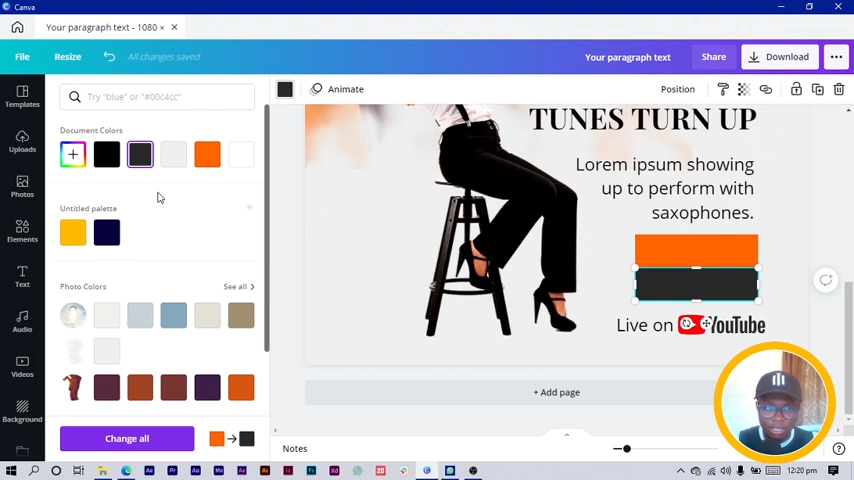 Canva
Your paragraph text - 1080 ×
File
Resize
All changes saved
Your paragraph text
Share
Download
Templates
Uploads
Photos
Elements
Text
Audio
Videos
Background
Try "blue" or "#00c4cc"
Document Colors
Untitled palette
Photo Colors
See all
Change all
Animate
Position
TUNES TURN UP
Lorem ipsum showing
up to perform with
saxophones.
Live on YouTube
+ Add page
Notes
12:20 pm